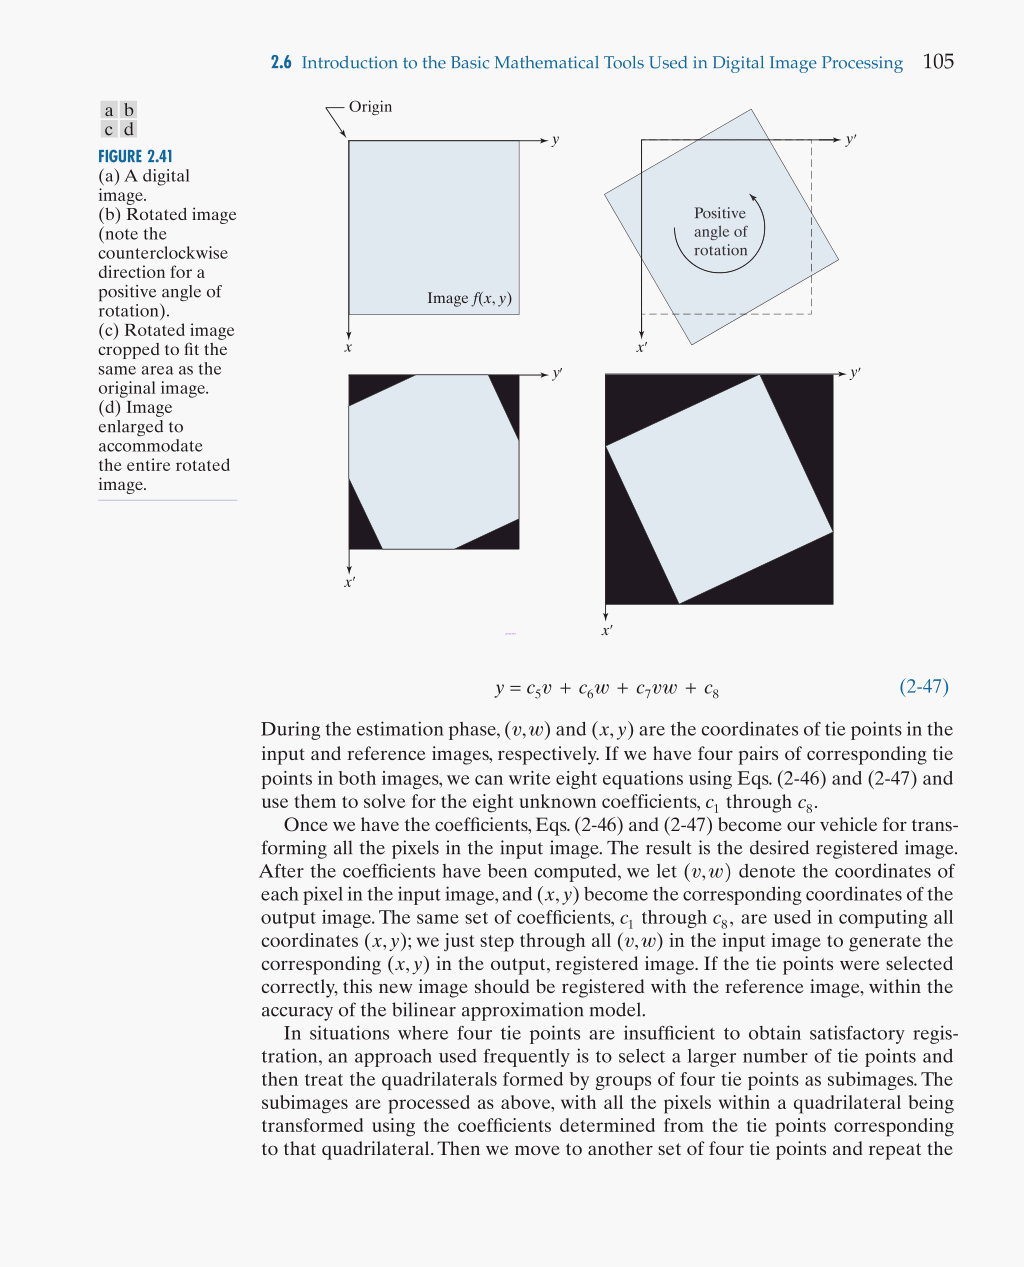 2.6 Introduction to the Basic Mathematical Tools Used in Digital Image Processing 105
a b
c d
FIGURE 2.41
(a) A digital
image.
(b) Rotated image
(note the
counterclockwise
direction for a
positive angle of
rotation).
(c) Rotated image
cropped to fit the
same area as the
original image.
(d) Image
enlarged to
accommodate
the entire rotated
image.
Origin
y
Image f(x, y)
x
y′
Positive
angle of
rotation
x′
y′
x′
y′
x′
y = c₅v + c₆w + c₇vw + c₈ (2-47)
During the estimation phase, (v, w) and (x, y) are the coordinates of tie points in the
input and reference images, respectively. If we have four pairs of corresponding tie
points in both images, we can write eight equations using Eqs. (2-46) and (2-47) and
use them to solve for the eight unknown coefficients, c₁ through c₈.
Once we have the coefficients, Eqs. (2-46) and (2-47) become our vehicle for trans-
forming all the pixels in the input image. The result is the desired registered image.
After the coefficients have been computed, we let (v, w) denote the coordinates of
each pixel in the input image, and (x, y) become the corresponding coordinates of the
output image. The same set of coefficients, c₁ through c₈, are used in computing all
coordinates (x, y); we just step through all (v, w) in the input image to generate the
corresponding (x, y) in the output, registered image. If the tie points were selected
correctly, this new image should be registered with the reference image, within the
accuracy of the bilinear approximation model.
In situations where four tie points are insufficient to obtain satisfactory regis-
tration, an approach used frequently is to select a larger number of tie points and
then treat the quadrilaterals formed by groups of four tie points as subimages. The
subimages are processed as above, with all the pixels within a quadrilateral being
transformed using the coefficients determined from the tie points corresponding
to that quadrilateral. Then we move to another set of four tie points and repeat the